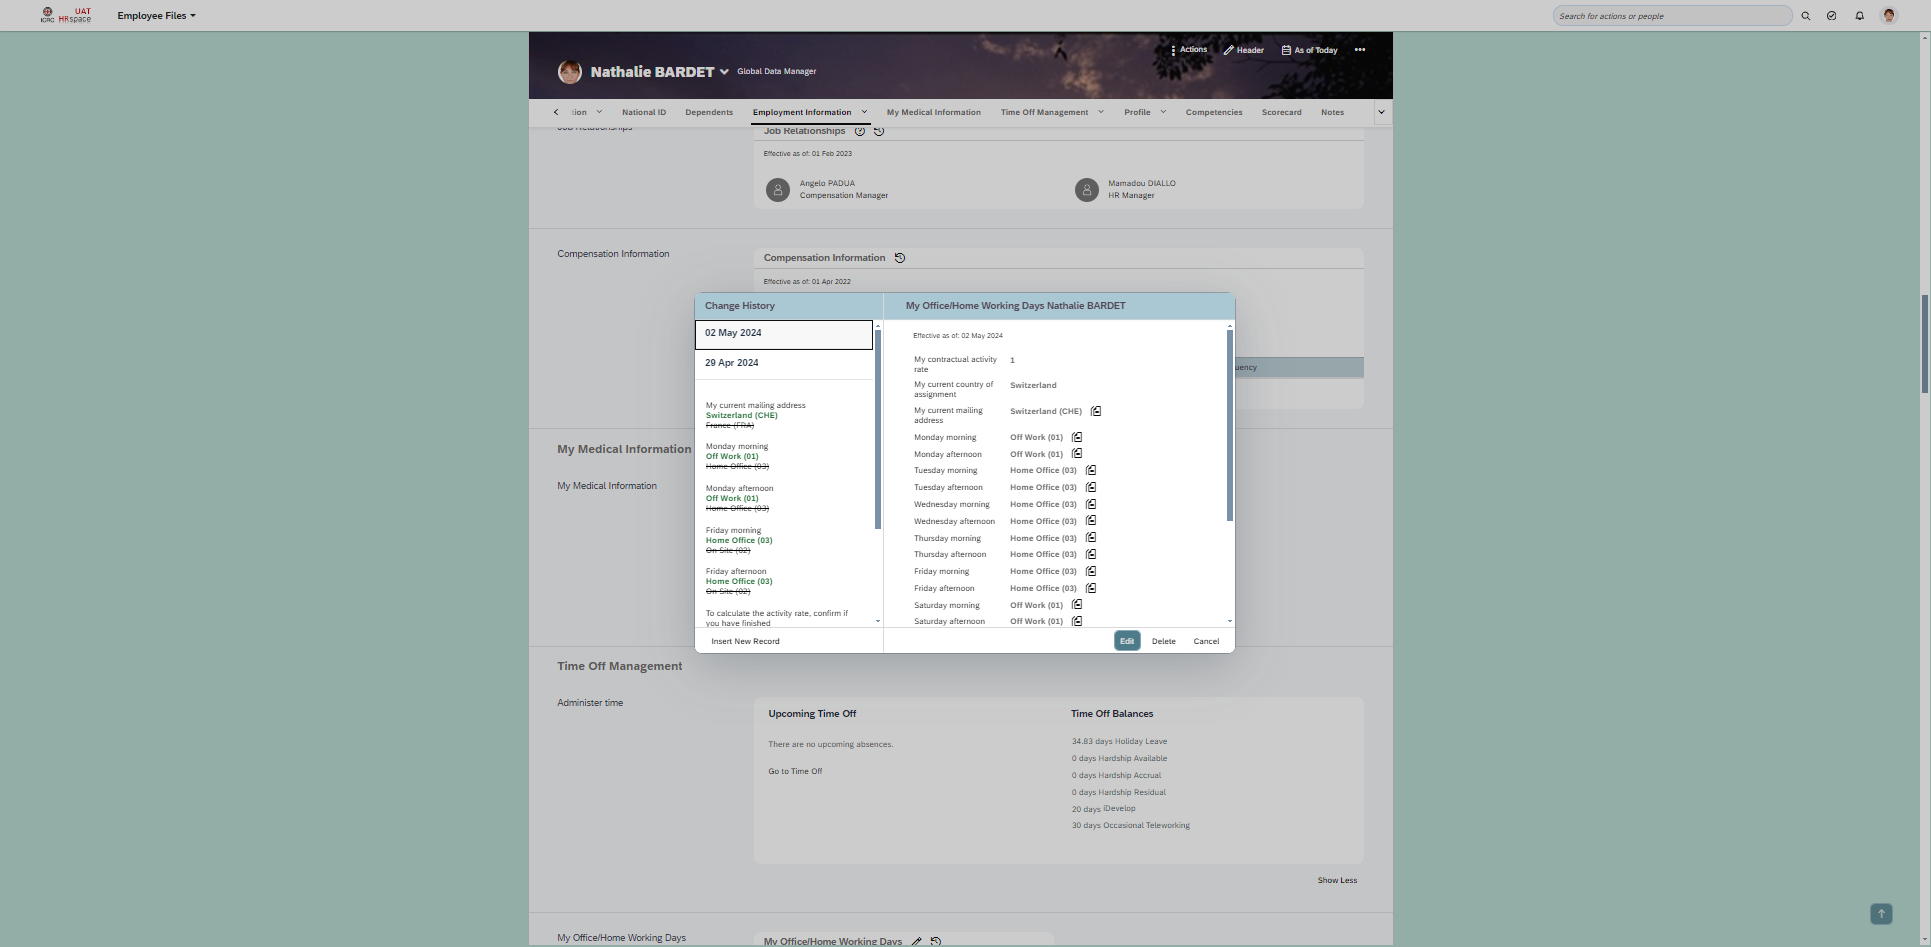 ICRC
UAT
HRspace
Employee Files
Search for actions or people
Actions
Header
As of Today
Nathalie BARDET
Global Data Manager
tion
National ID
Dependents
Employment Information
My Medical Information
Time Off Management
Profile
Competencies
Scorecard
Notes
Job Relationships
Job Relationships
Effective as of: 01 Feb 2023
Angelo PADUA
Compensation Manager
Mamadou DIALLO
HR Manager
Compensation Information
Compensation Information
Effective as of: 01 Apr 2022
uency
My Medical Information
My Medical Information
Change History
02 May 2024
29 Apr 2024
My current mailing address
Switzerland (CHE)
France (FRA)
Monday morning
Off Work (01)
Home Office (03)
Monday afternoon
Off Work (01)
Home Office (03)
Friday morning
Home Office (03)
On Site (02)
Friday afternoon
Home Office (03)
On Site (02)
To calculate the activity rate, confirm if
you have finished
Insert New Record
My Office/Home Working Days Nathalie BARDET
Effective as of: 02 May 2024
My contractual activity
rate
1
My current country of
assignment
Switzerland
My current mailing
address
Switzerland (CHE)
Monday morning Off Work (01)
Monday afternoon Off Work (01)
Tuesday morning Home Office (03)
Tuesday afternoon Home Office (03)
Wednesday morning Home Office (03)
Wednesday afternoon Home Office (03)
Thursday morning Home Office (03)
Thursday afternoon Home Office (03)
Friday morning Home Office (03)
Friday afternoon Home Office (03)
Saturday morning Off Work (01)
Saturday afternoon Off Work (01)
Edit
Delete
Cancel
Time Off Management
Administer time
Upcoming Time Off
There are no upcoming absences.
Go to Time Off
Time Off Balances
34.83 days Holiday Leave
0 days Hardship Available
0 days Hardship Accrual
0 days Hardship Residual
20 days iDevelop
30 days Occasional Teleworking
Show Less
My Office/Home Working Days
My Office/Home Working Days